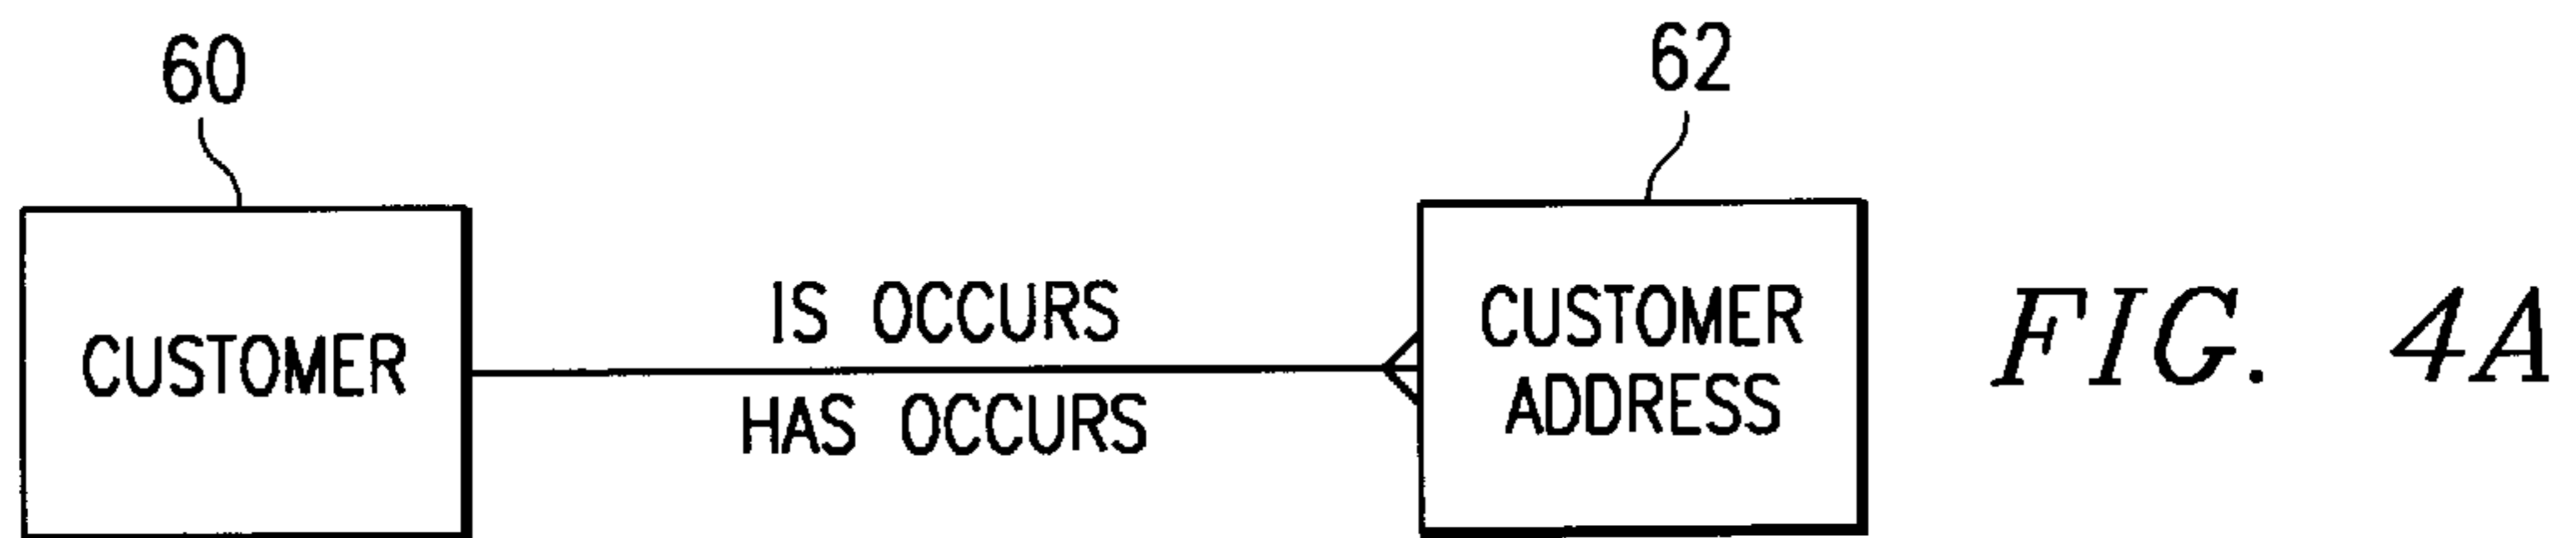 60
62
CUSTOMER
IS OCCURS
HAS OCCURS
CUSTOMER
ADDRESS
FIG. 4A